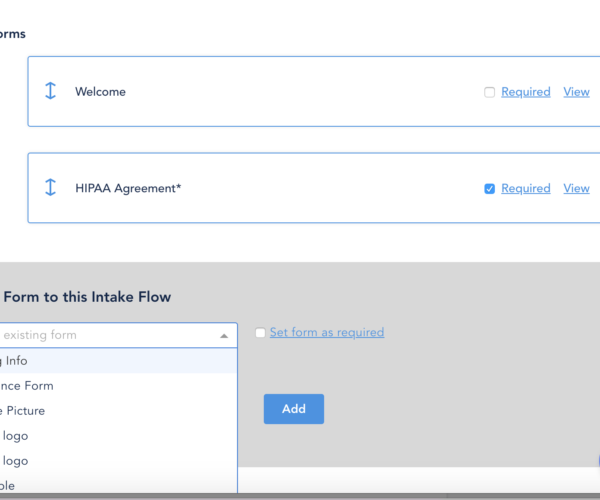 orms
Welcome Required View
HIPAA Agreement* Required View
Form to this Intake Flow
existing form Set form as required
g Info
nce Form
e Picture
logo
logo
ole
Add